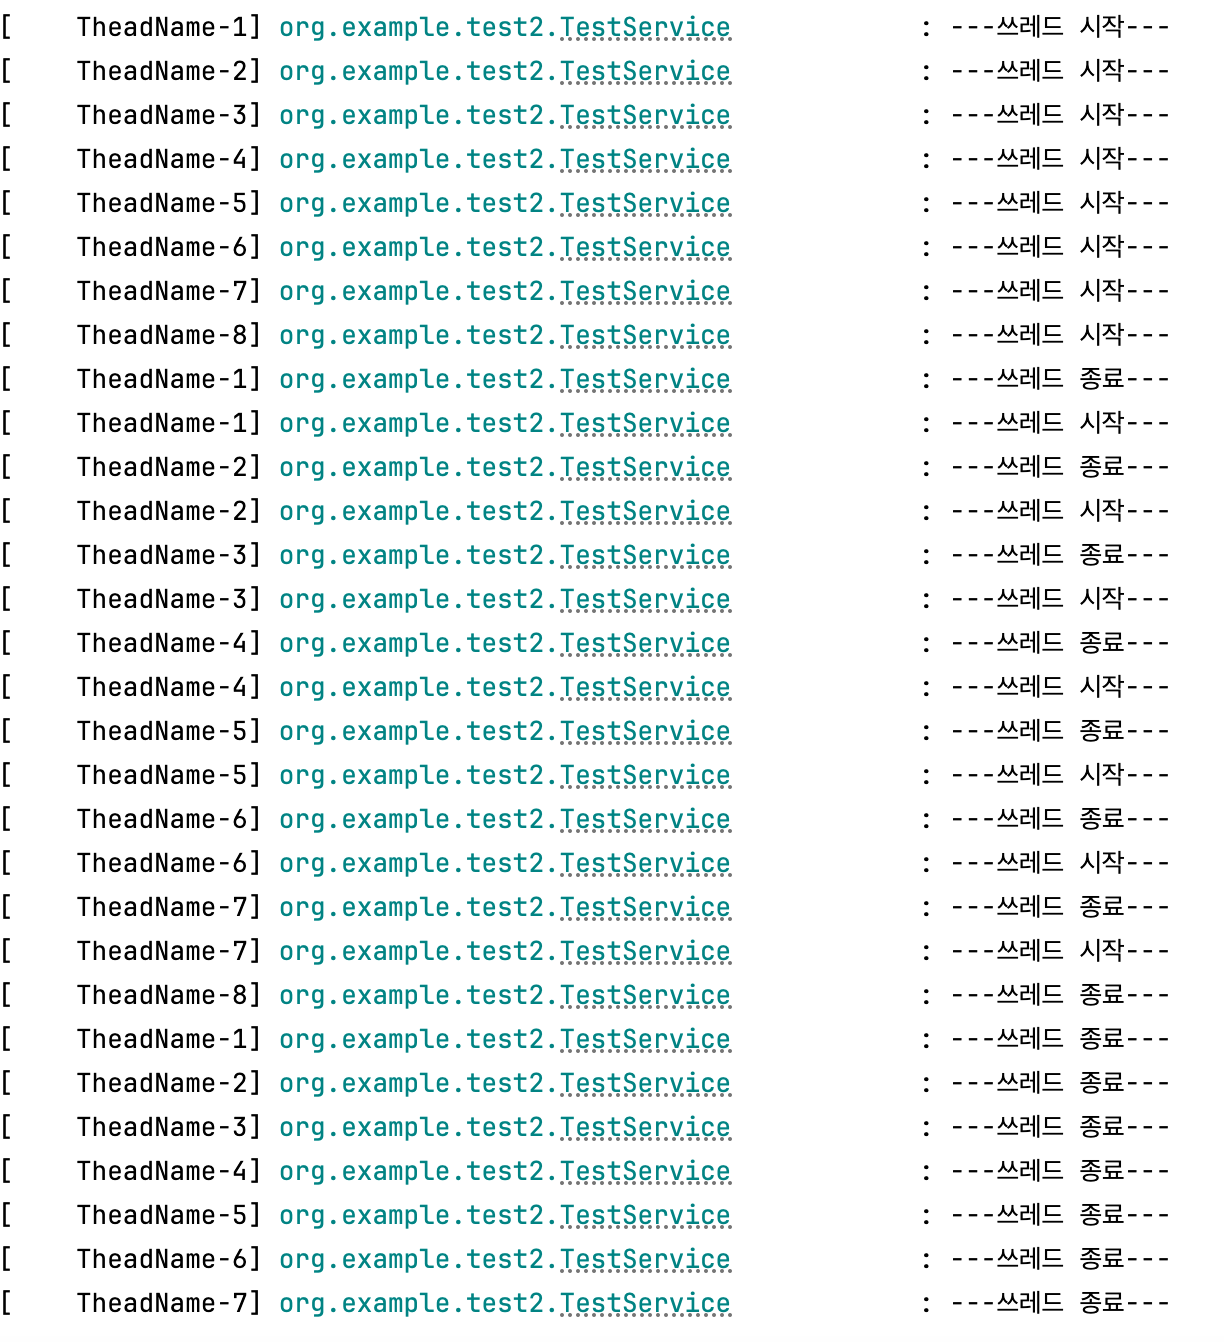 [    TheadName-1] org.example.test2.TestService            : ---쓰레드 시작---
[    TheadName-2] org.example.test2.TestService            : ---쓰레드 시작---
[    TheadName-3] org.example.test2.TestService            : ---쓰레드 시작---
[    TheadName-4] org.example.test2.TestService            : ---쓰레드 시작---
[    TheadName-5] org.example.test2.TestService            : ---쓰레드 시작---
[    TheadName-6] org.example.test2.TestService            : ---쓰레드 시작---
[    TheadName-7] org.example.test2.TestService            : ---쓰레드 시작---
[    TheadName-8] org.example.test2.TestService            : ---쓰레드 시작---
[    TheadName-1] org.example.test2.TestService            : ---쓰레드 종료---
[    TheadName-1] org.example.test2.TestService            : ---쓰레드 시작---
[    TheadName-2] org.example.test2.TestService            : ---쓰레드 종료---
[    TheadName-2] org.example.test2.TestService            : ---쓰레드 시작---
[    TheadName-3] org.example.test2.TestService            : ---쓰레드 종료---
[    TheadName-3] org.example.test2.TestService            : ---쓰레드 시작---
[    TheadName-4] org.example.test2.TestService            : ---쓰레드 종료---
[    TheadName-4] org.example.test2.TestService            : ---쓰레드 시작---
[    TheadName-5] org.example.test2.TestService            : ---쓰레드 종료---
[    TheadName-5] org.example.test2.TestService            : ---쓰레드 시작---
[    TheadName-6] org.example.test2.TestService            : ---쓰레드 종료---
[    TheadName-6] org.example.test2.TestService            : ---쓰레드 시작---
[    TheadName-7] org.example.test2.TestService            : ---쓰레드 종료---
[    TheadName-7] org.example.test2.TestService            : ---쓰레드 시작---
[    TheadName-8] org.example.test2.TestService            : ---쓰레드 종료---
[    TheadName-1] org.example.test2.TestService            : ---쓰레드 종료---
[    TheadName-2] org.example.test2.TestService            : ---쓰레드 종료---
[    TheadName-3] org.example.test2.TestService            : ---쓰레드 종료---
[    TheadName-4] org.example.test2.TestService            : ---쓰레드 종료---
[    TheadName-5] org.example.test2.TestService            : ---쓰레드 종료---
[    TheadName-6] org.example.test2.TestService            : ---쓰레드 종료---
[    TheadName-7] org.example.test2.TestService            : ---쓰레드 종료---